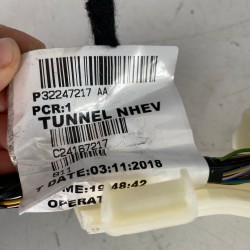 P32247217 AA
PCR:1
TUNNEL NHEV
C24167217
T DATE:03:11:2018
ME:19:48:42
OPERAT